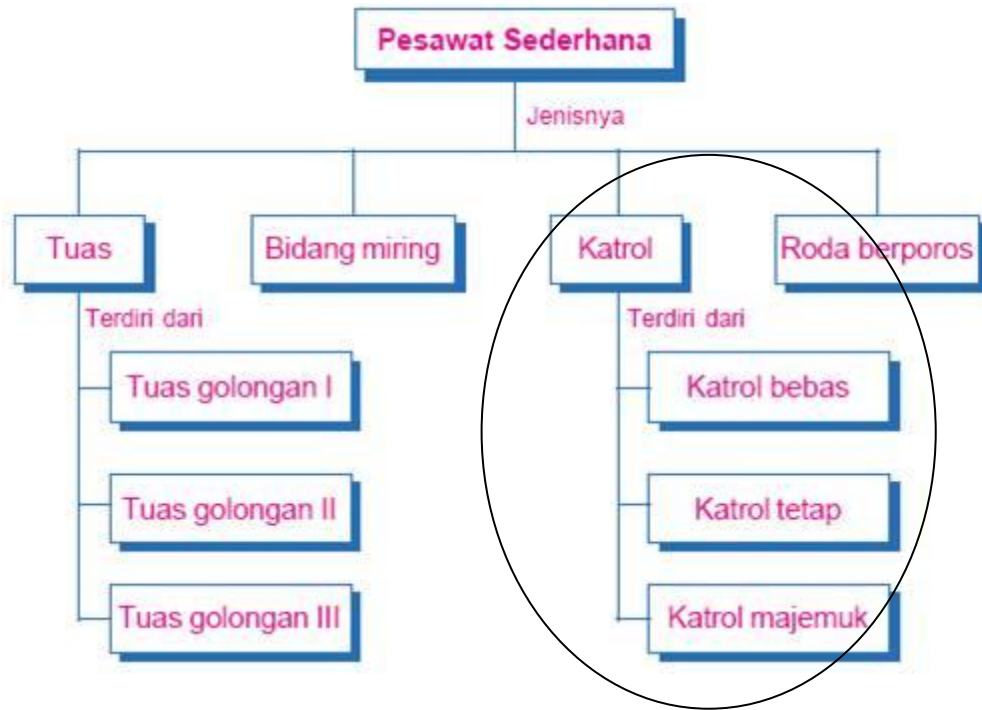 Pesawat Sederhana
Jenisnya
Tuas
Bidang miring
Katrol
Roda berporos
Terdiri dari
Tuas golongan I
Tuas golongan II
Tuas golongan III
Terdiri dari
Katrol bebas
Katrol tetap
Katrol majemuk